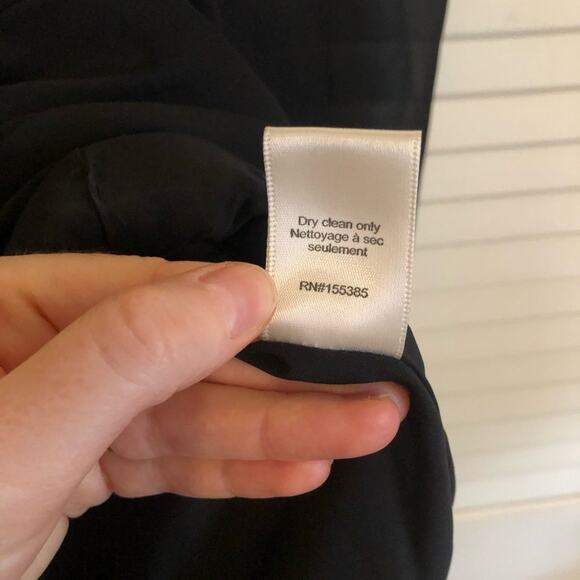 Dry clean only
Nettoyage à sec
seulement
RN#155385